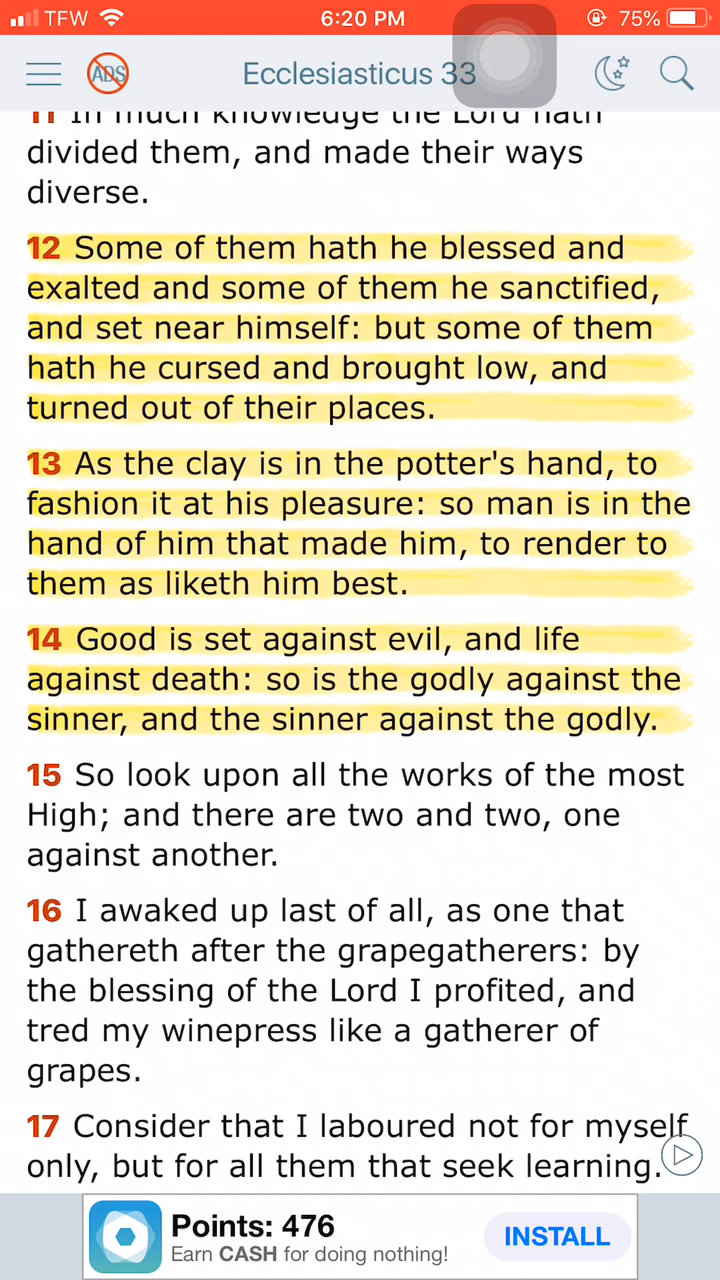 TFW 6:20 PM 75%
ADS Ecclesiasticus 33
11 In much knowledge the Lord hath
divided them, and made their ways
diverse.
12 Some of them hath he blessed and
exalted and some of them he sanctified,
and set near himself: but some of them
hath he cursed and brought low, and
turned out of their places.
13 As the clay is in the potter's hand, to
fashion it at his pleasure: so man is in the
hand of him that made him, to render to
them as liketh him best.
14 Good is set against evil, and life
against death: so is the godly against the
sinner, and the sinner against the godly.
15 So look upon all the works of the most
High; and there are two and two, one
against another.
16 I awaked up last of all, as one that
gathereth after the grapegatherers: by
the blessing of the Lord I profited, and
tred my winepress like a gatherer of
grapes.
17 Consider that I laboured not for myself
only, but for all them that seek learning.
Points: 476
Earn CASH for doing nothing!
INSTALL